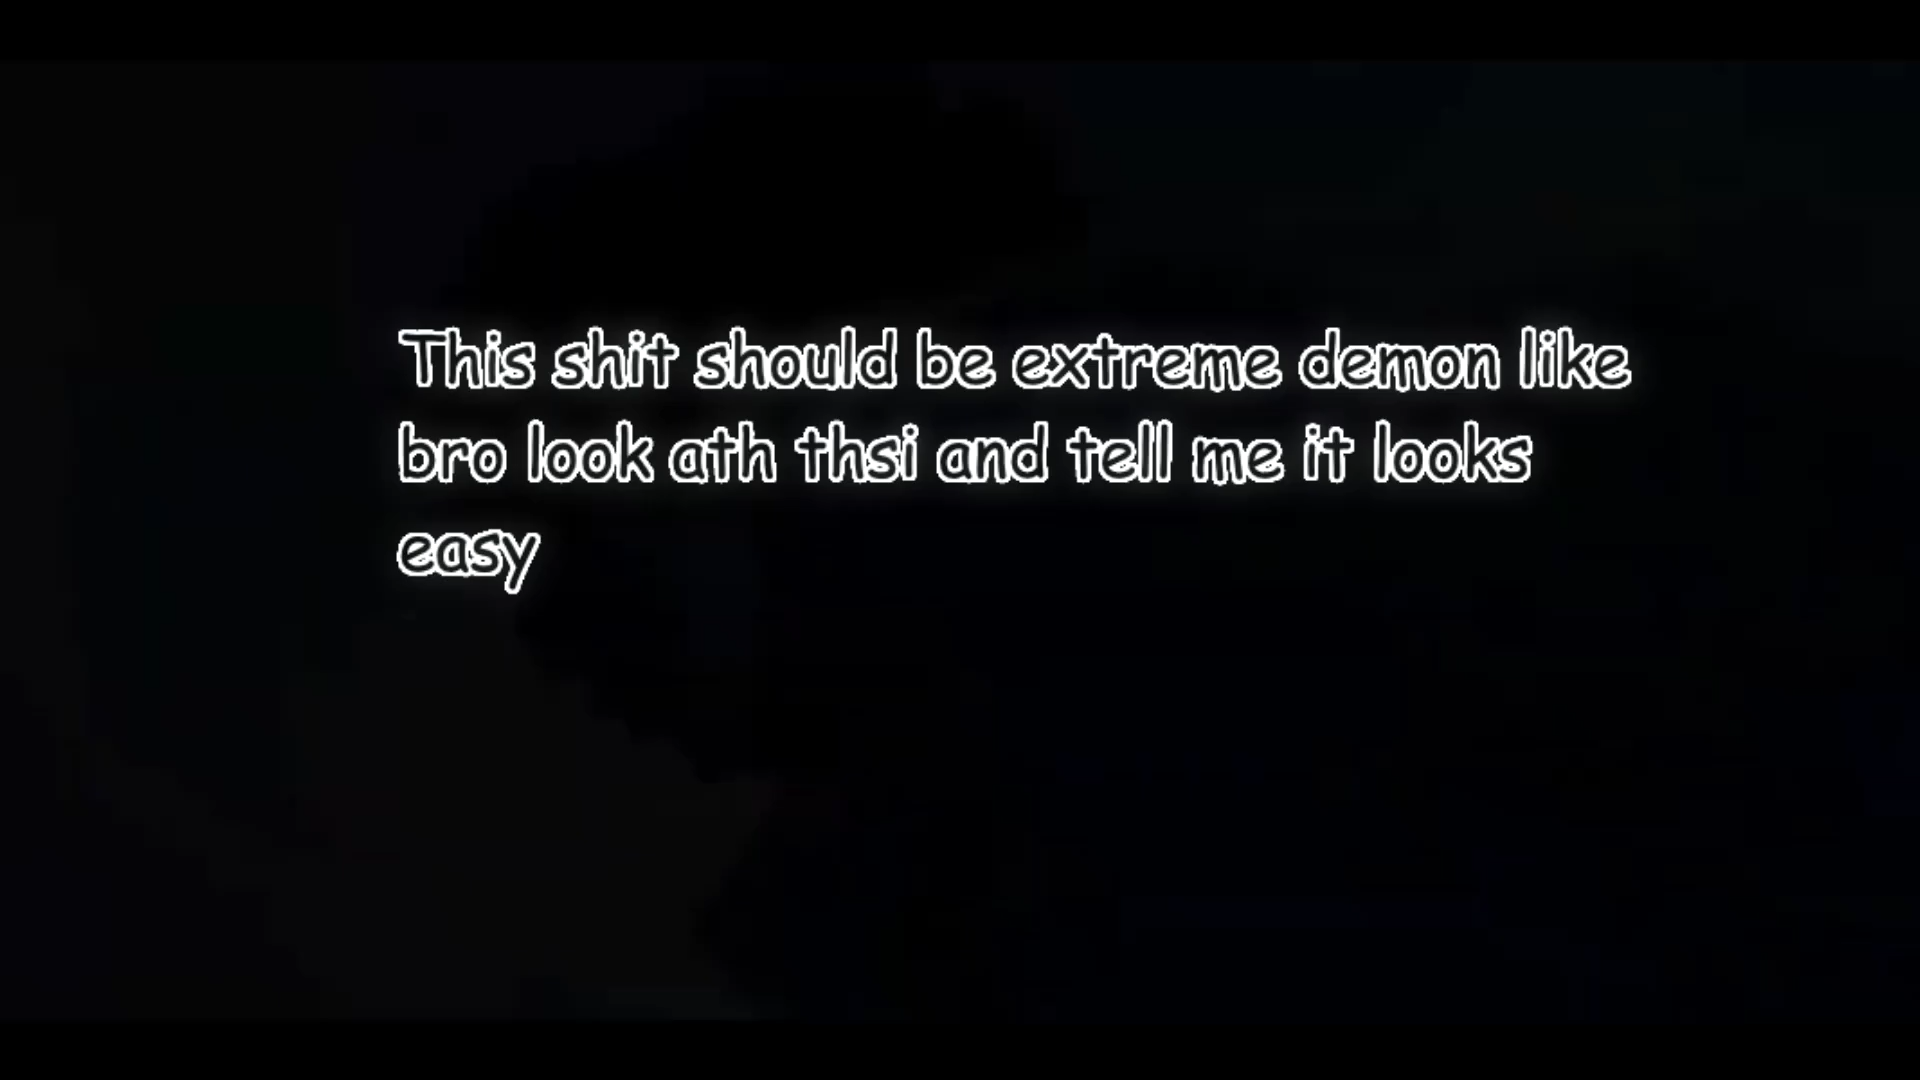 This shit should be extreme demon like
bro look ath thsi and tell me it looks
easy